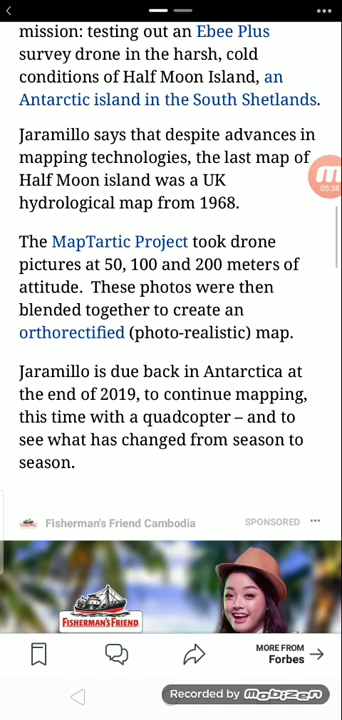 mission: testing out an Ebee Plus
survey drone in the harsh, cold
conditions of Half Moon Island, an
Antarctic island in the South Shetlands.
Jaramillo says that despite advances in
mapping technologies, the last map of
Half Moon island was a UK
hydrological map from 1968.
05:38
The MapTartic Project took drone
pictures at 50, 100 and 200 meters of
attitude. These photos were then
blended together to create an
orthorectified (photo-realistic) map.
Jaramillo is due back in Antarctica at
the end of 2019, to continue mapping,
this time with a quadcopter – and to
see what has changed from season to
season.
Fisherman's Friend Cambodia
SPONSORED
FISHERMAN'S FRIEND
MORE FROM
Forbes
Recorded by mobizen